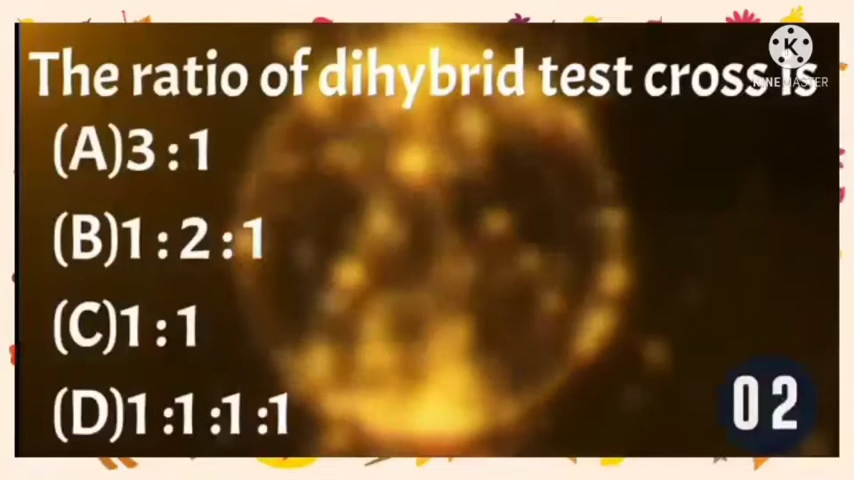 The ratio of dihybrid test cross is
K
KINEMASTER
(A)3 : 1
(B)1 : 2 : 1
(C)1 : 1
(D)1 :1 :1 :1
02